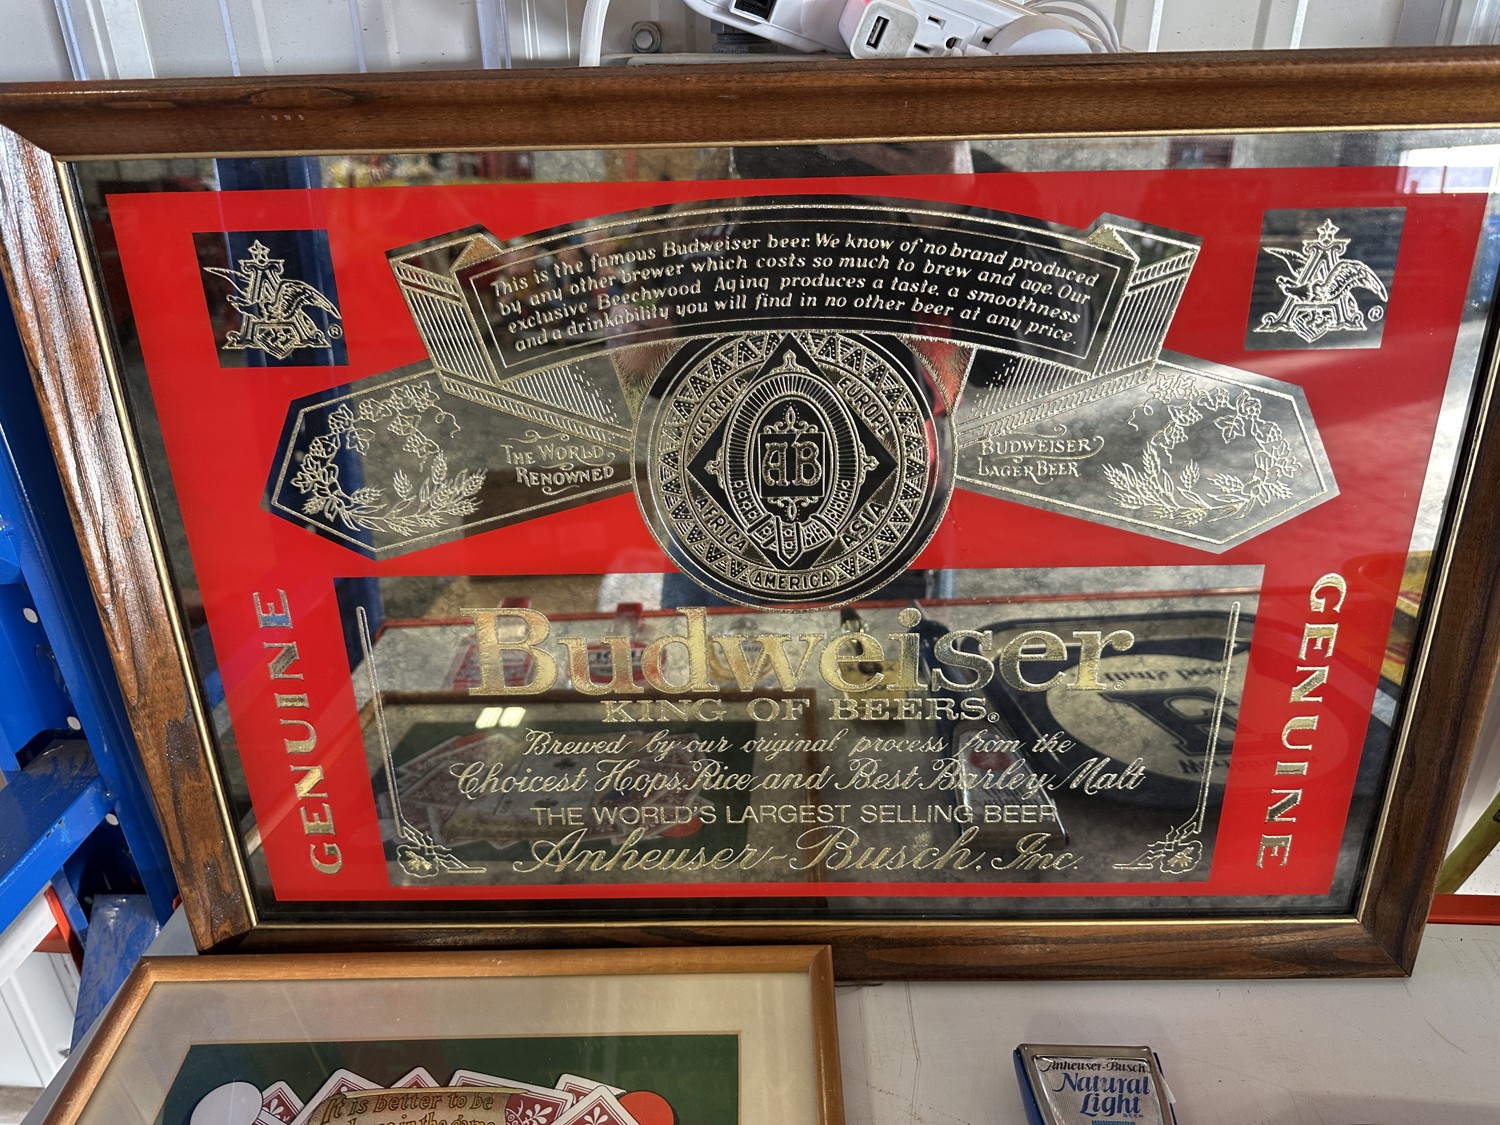 This is the famous Budweiser beer. We know of no brand produced
by any other brewer which costs so much to brew and age. Our
exclusive Beechwood Aging produces a taste, a smoothness
and a drinkability you will find in no other beer at any price.
A
®
A
®
AUSTRALIA
EUROPE
AFRICA
ASIA
AMERICA
AB
THE WORLD
RENOWNED
BUDWEISER
LAGER BEER
GENUINE
GENUINE
Budweiser®
KING OF BEERS®
Brewed by our original process from the
Choicest Hops, Rice and Best Barley Malt
THE WORLD'S LARGEST SELLING BEER
Anheuser-Busch, Inc.
It is better to be
in the game
Anheuser-Busch
Natural
Light
BEER